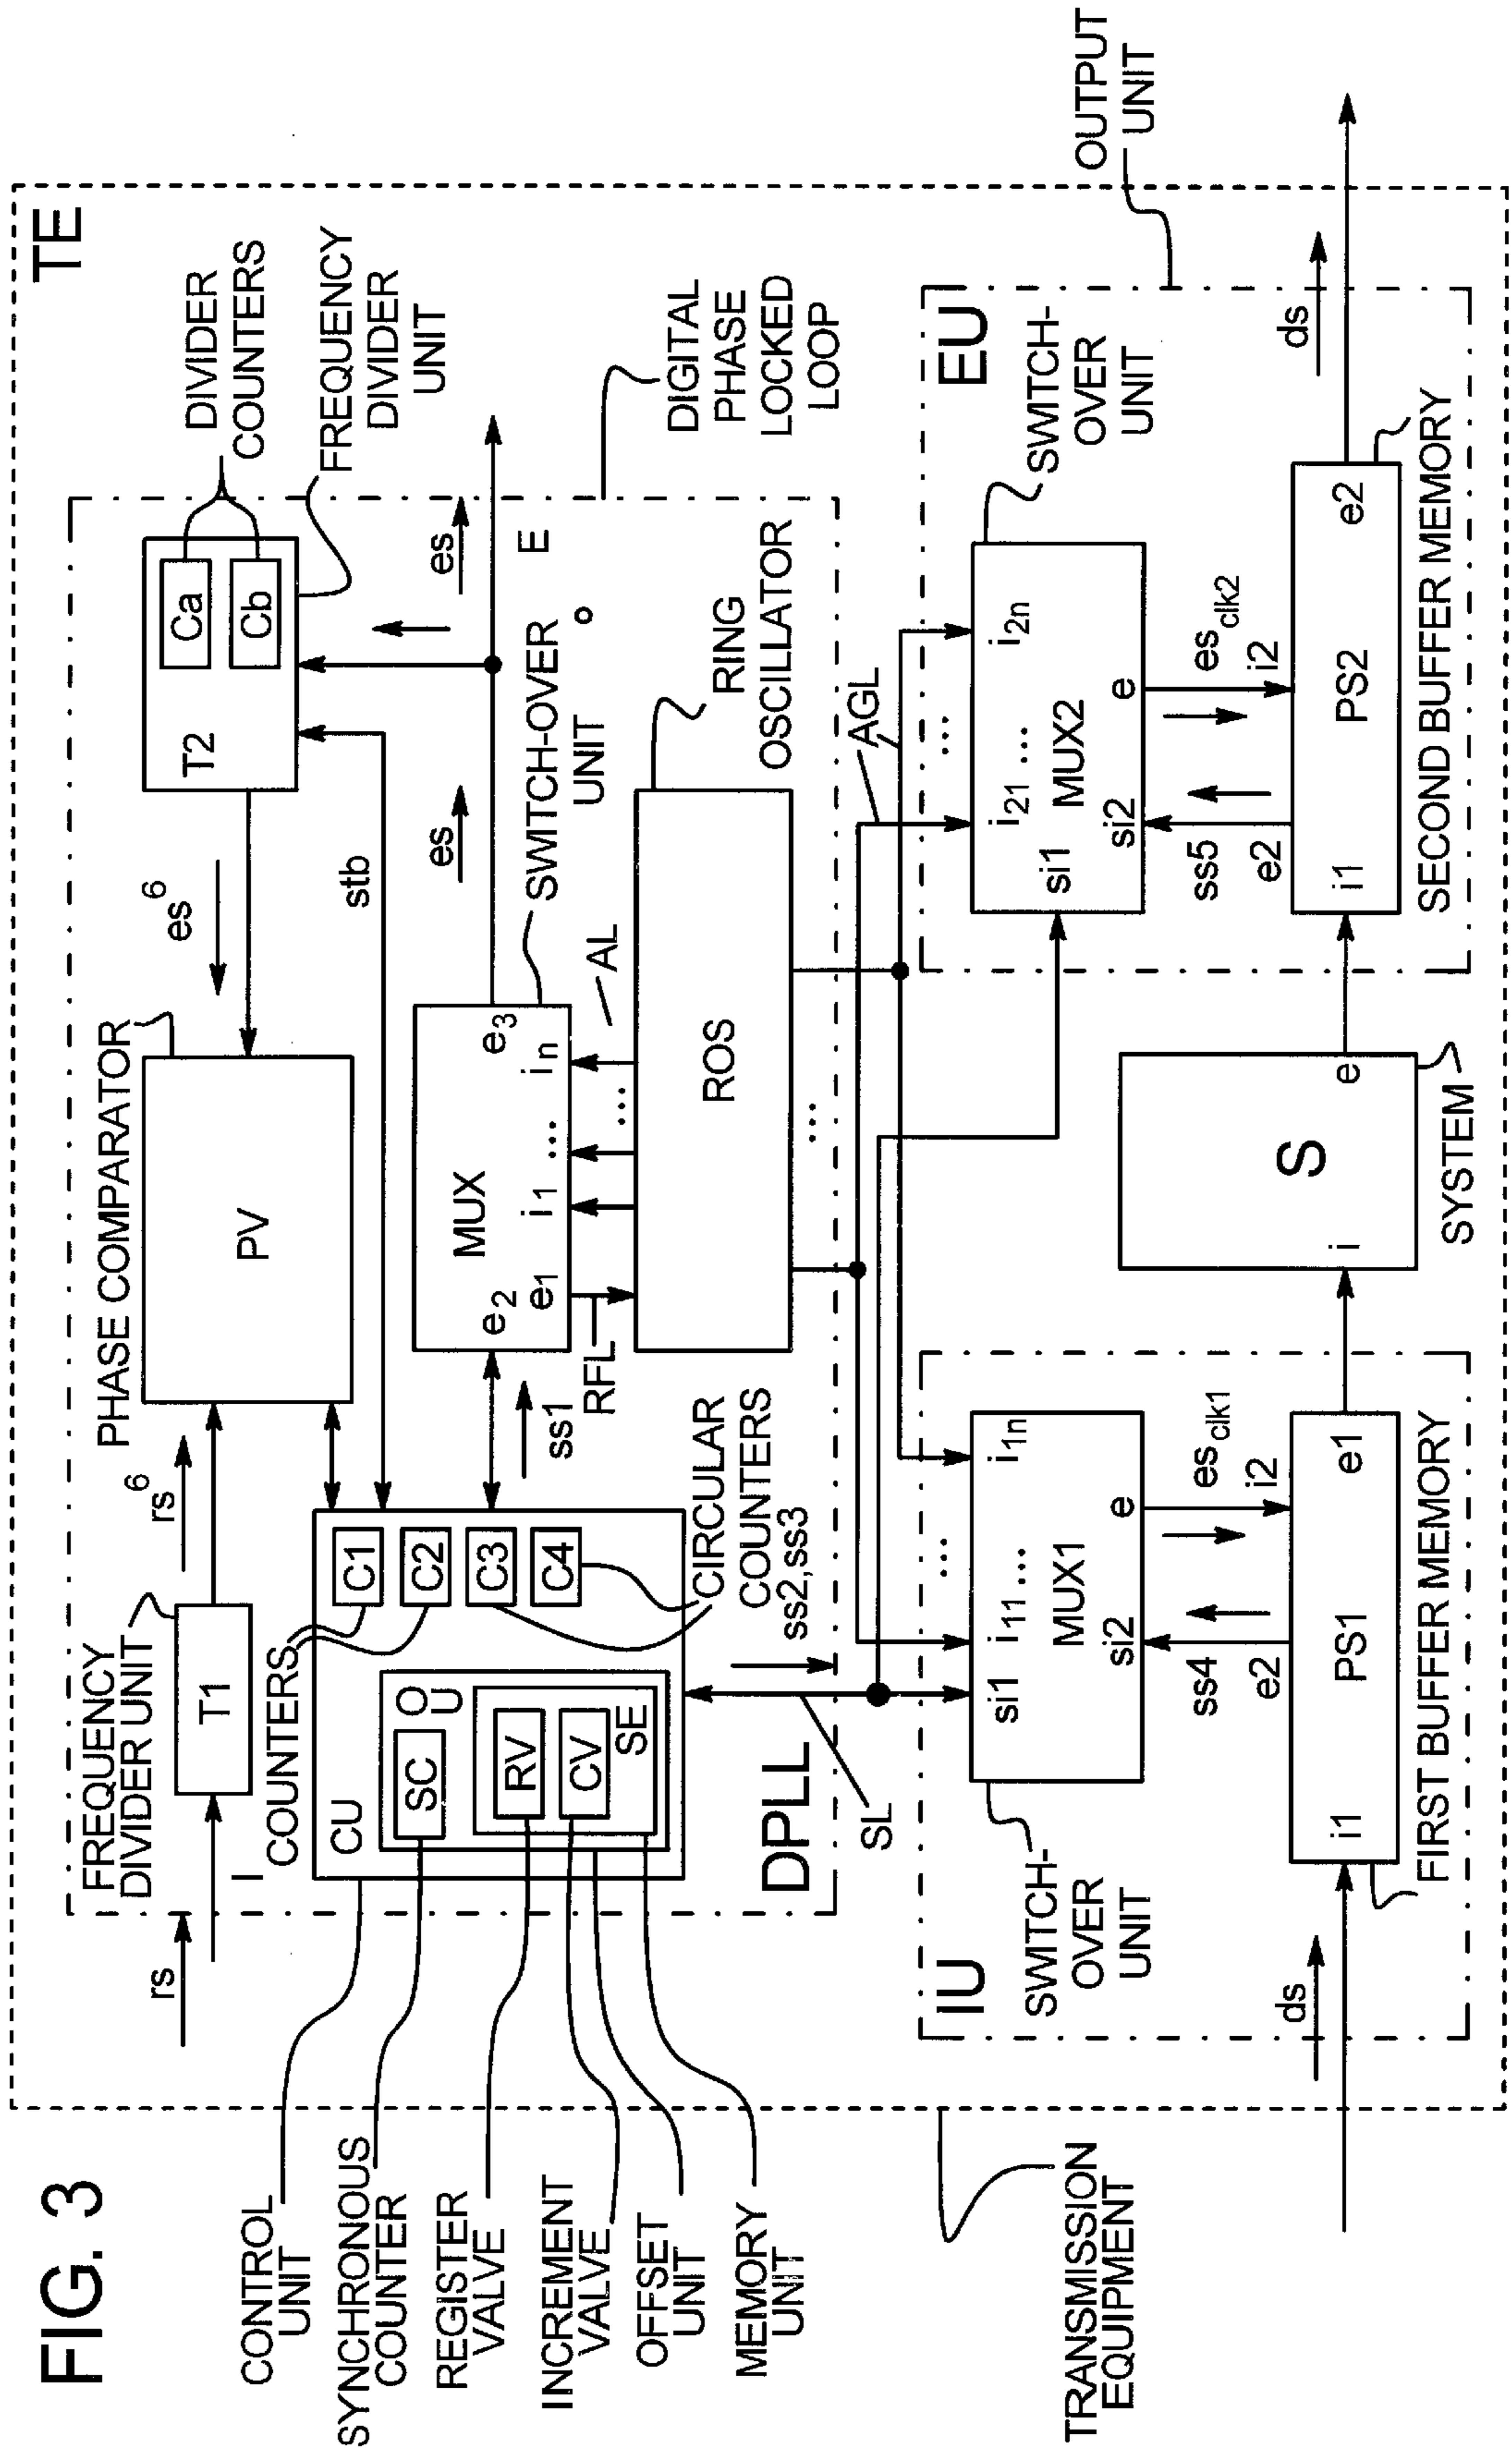 FIG. 3
TE
CONTROL
UNIT
SYNCHRONOUS
COUNTER
REGISTER
VALVE
INCREMENT
VALVE
OFFSET
UNIT
MEMORY
UNIT
TRANSMISSION
EQUIPMENT
rs
I
FREQUENCY
DIVIDER UNIT
T1
rs6
PHASE COMPARATOR
PV
es6
T2
Ca
Cb
DIVIDER
COUNTERS
FREQUENCY
DIVIDER
UNIT
stb
COUNTERS
CU
C1
C2
C3
C4
OU
SC
RV
CV
SE
CIRCULAR
COUNTERS
ss2,ss3
DPLL
ss1
MUX
e2
e1
i1
...
in
e3
RFL
AL
...
es
es
E
SWITCH-OVER
UNIT
ROS
RING
OSCILLATOR
DIGITAL
PHASE
LOCKED
LOOP
SL
...
AGL
IU
SWITCH-
OVER
UNIT
...
si1
i11
...
i1n
MUX1
si2
e
ss4
e2
esclk1
i2
ds
i1
PS1
e1
FIRST BUFFER MEMORY
S
i
e
SYSTEM
EU
SWITCH-
OVER
UNIT
OUTPUT
UNIT
...
si1
i21
...
i2n
MUX2
si2
e
ss5
e2
esclk2
i2
i1
PS2
e2
SECOND BUFFER MEMORY
ds